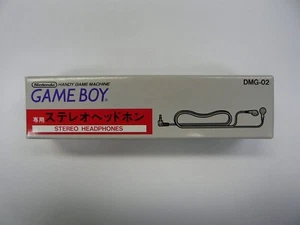 Nintendo HANDY GAME MACHINE
GAME BOY
専用ステレオヘッドホン
STEREO HEADPHONES
DMG-02